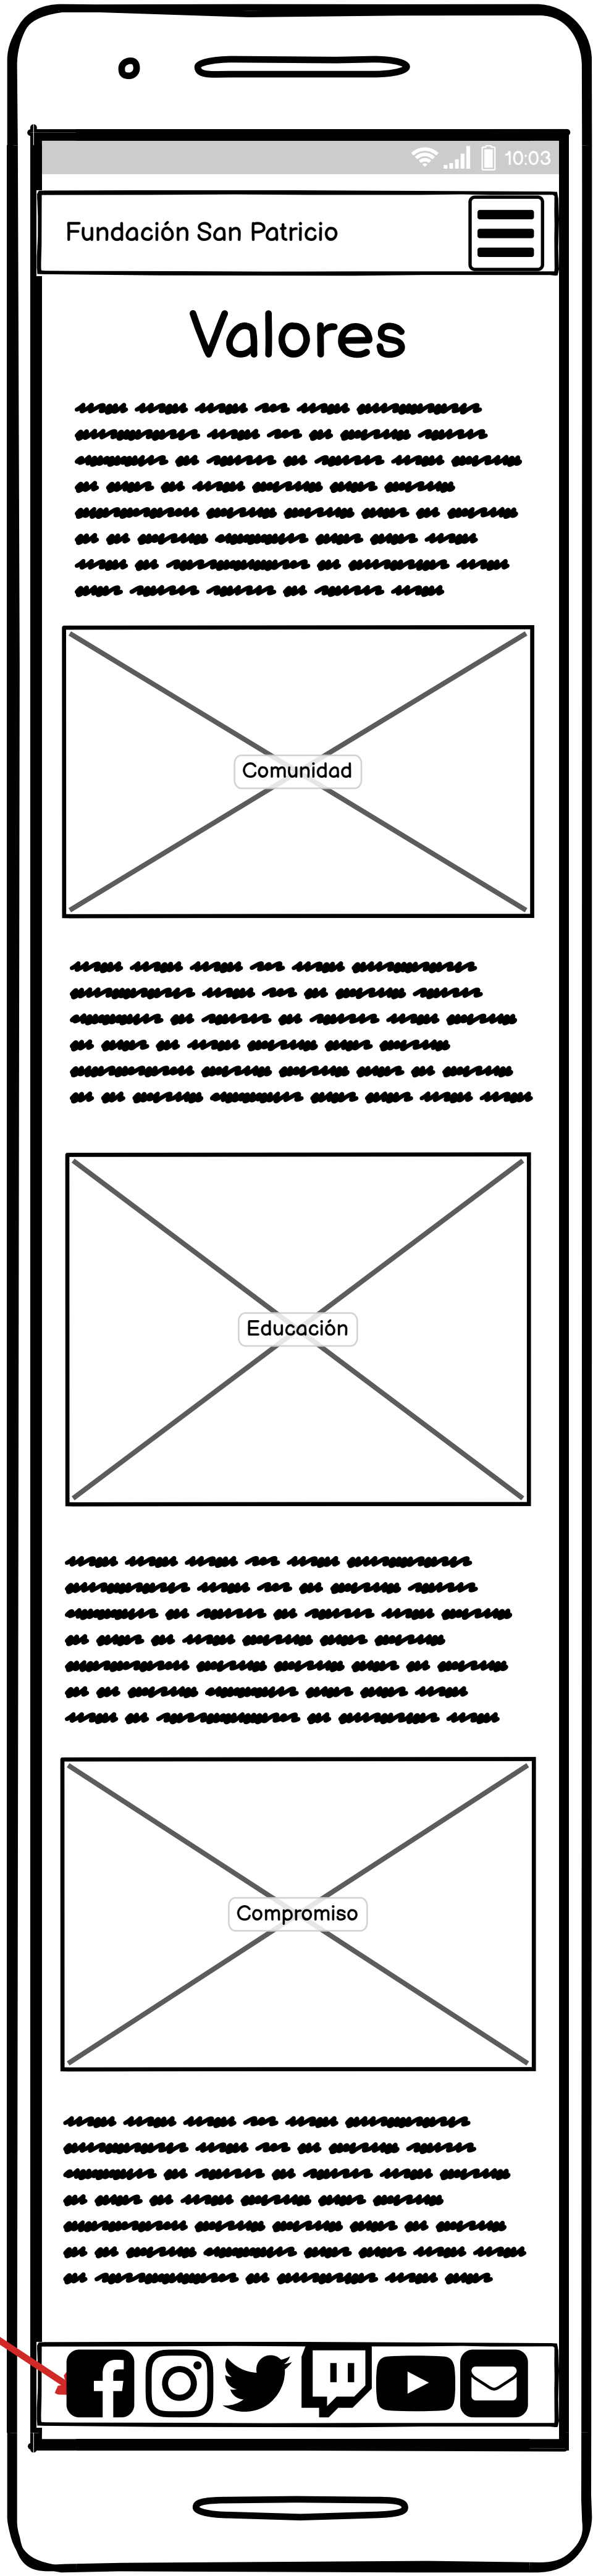 10:03
Fundación San Patricio
Valores
Comunidad
Educación
Compromiso